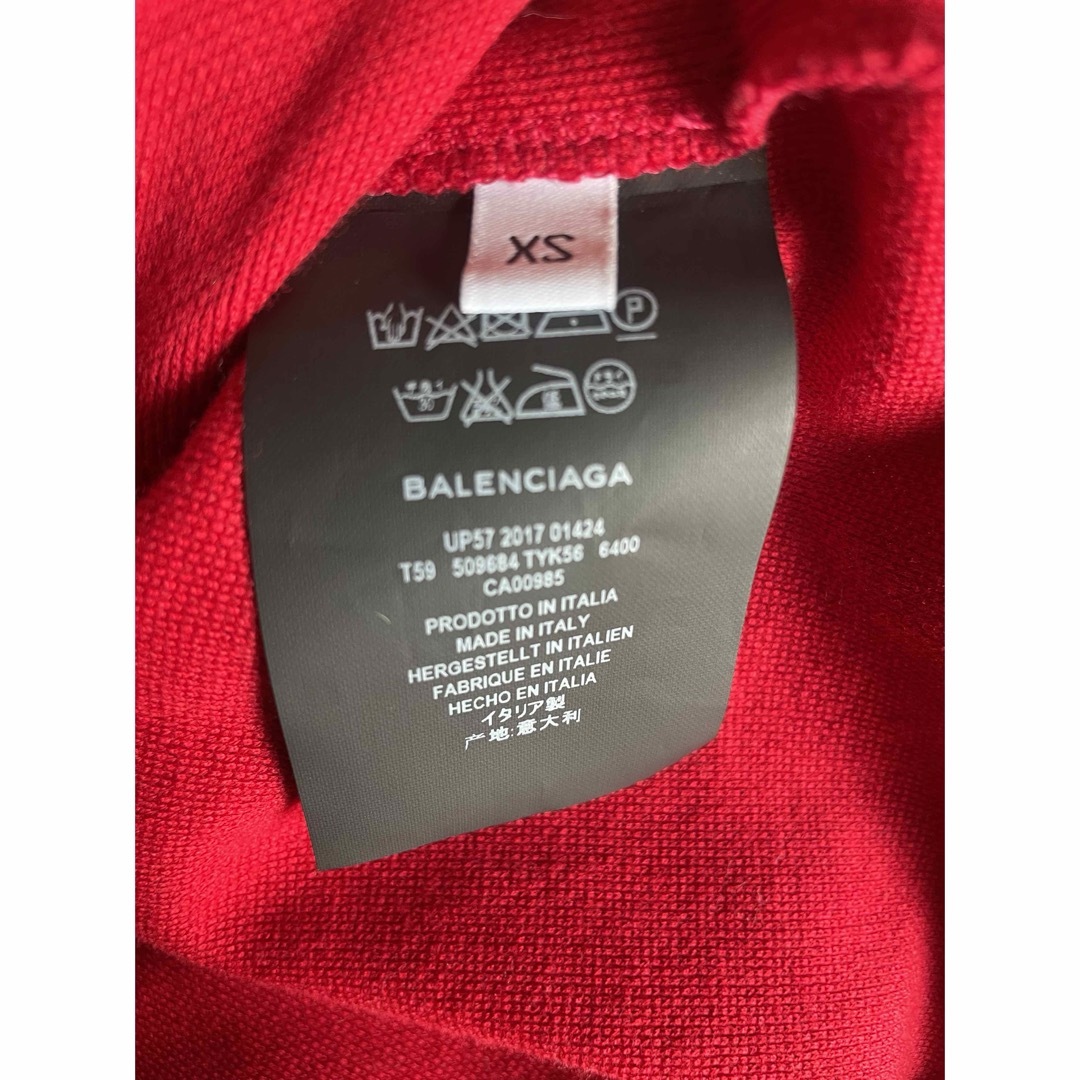 XS
P
BALENCIAGA
UP57 2017 01424
T59 509684 TYK56 6400
CA00985
PRODOTTO IN ITALIA
MADE IN ITALY
HERGESTELLT IN ITALIEN
FABRIQUE EN ITALIE
HECHO EN ITALIA
イタリア製
产地:意大利